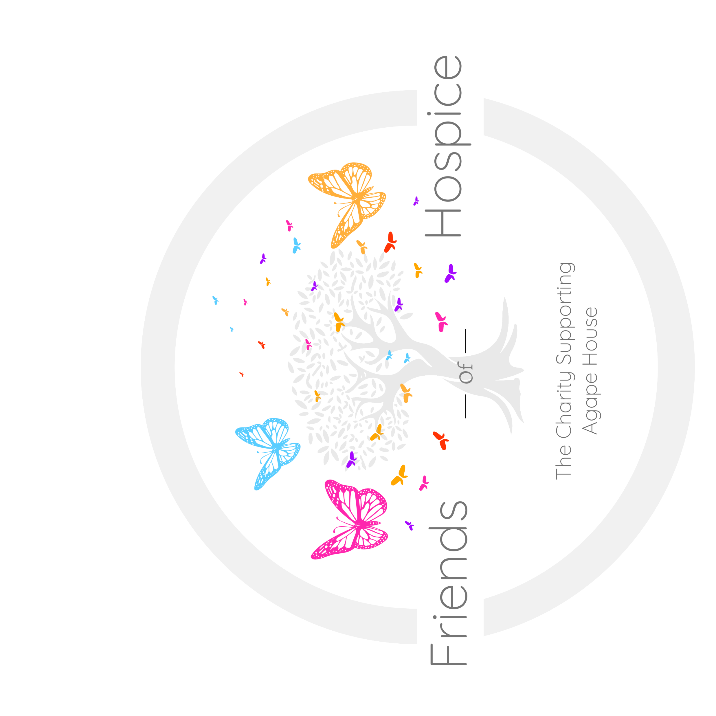 Friends of Hospice
The Charity Supporting
Agape House